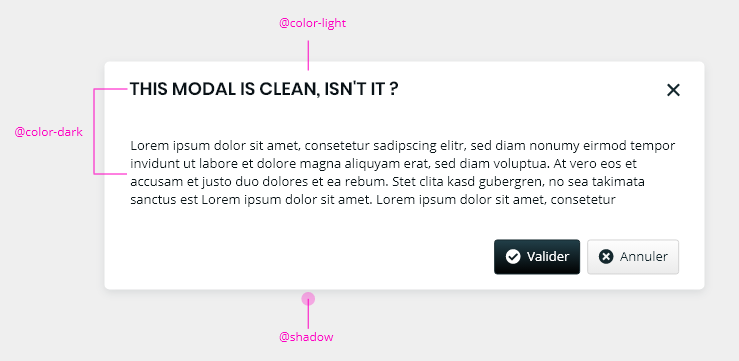 @color-light
THIS MODAL IS CLEAN, ISN'T IT ?
@color-dark
Lorem ipsum dolor sit amet, consetetur sadipscing elitr, sed diam nonumy eirmod tempor
invidunt ut labore et dolore magna aliquyam erat, sed diam voluptua. At vero eos et
accusam et justo duo dolores et ea rebum. Stet clita kasd gubergren, no sea takimata
sanctus est Lorem ipsum dolor sit amet. Lorem ipsum dolor sit amet, consetetur
Valider
Annuler
@shadow